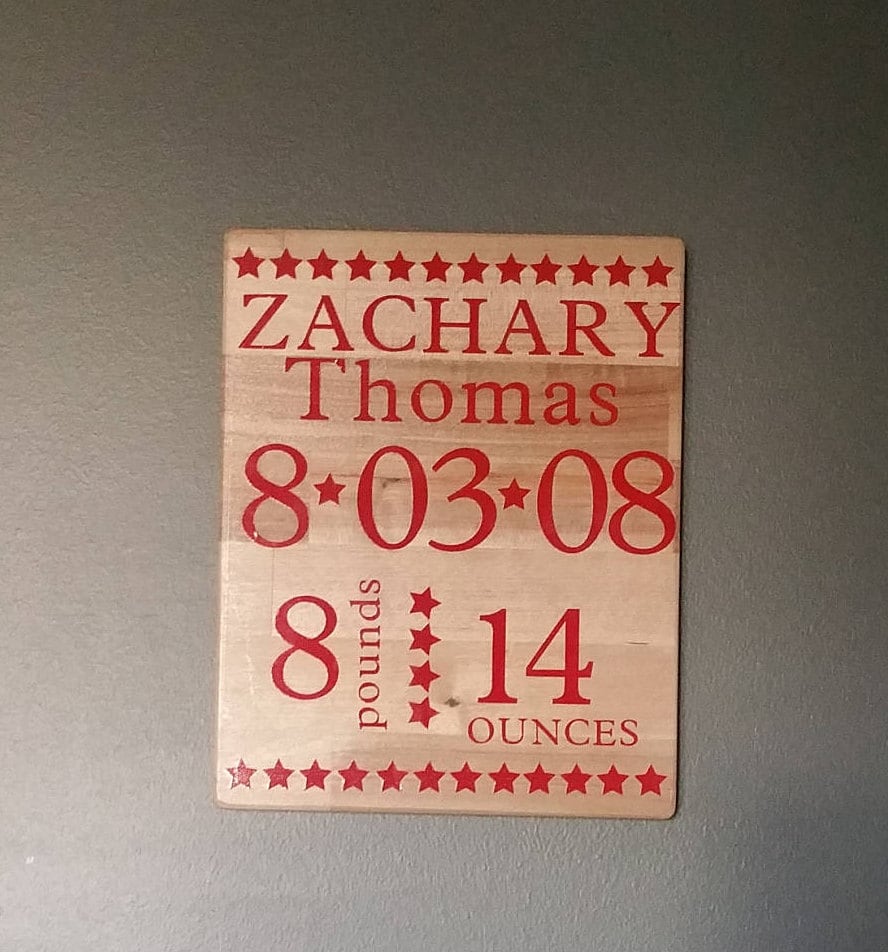 ZACHARY
Thomas
8★03★08
8 pounds 14
OUNCES